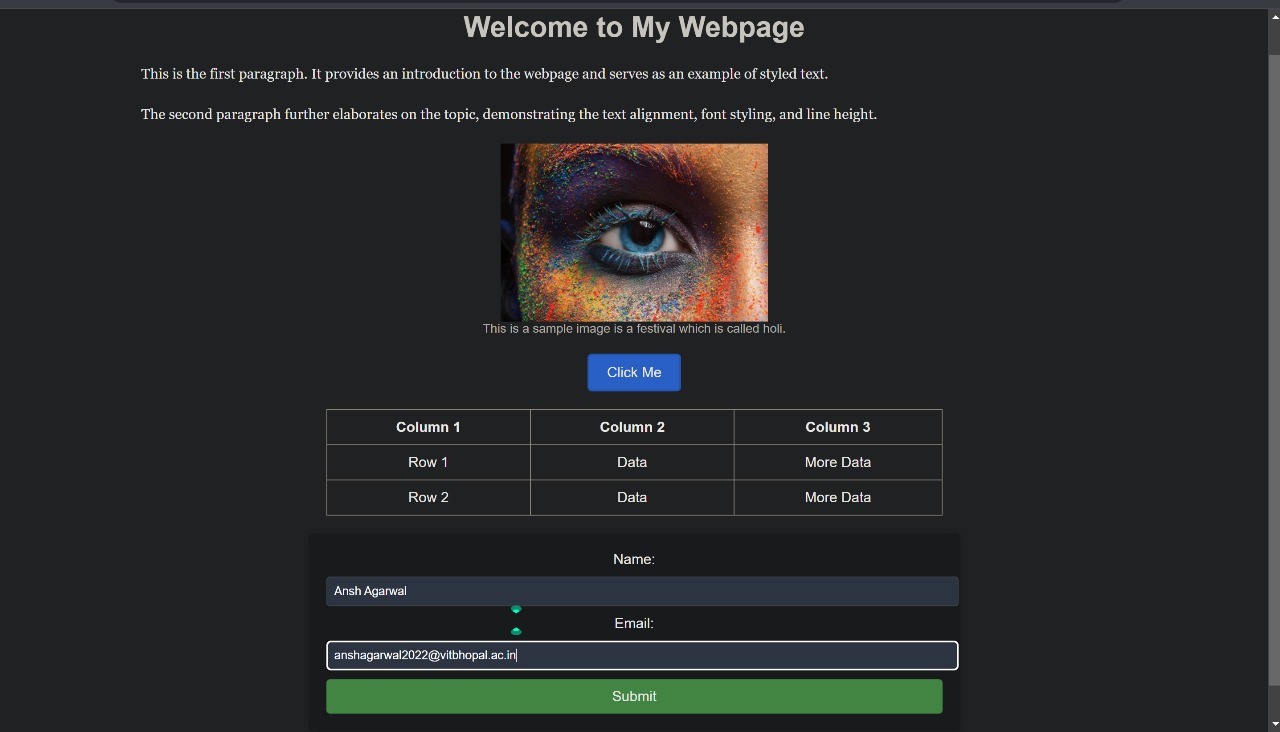 Welcome to My Webpage
This is the first paragraph. It provides an introduction to the webpage and serves as an example of styled text.
The second paragraph further elaborates on the topic, demonstrating the text alignment, font styling, and line height.
This is a sample image is a festival which is called holi.
Click Me
Column 1 Column 2 Column 3
Row 1 Data More Data
Row 2 Data More Data
Name:
Ansh Agarwal
Email:
anshagarwal2022@vitbhopal.ac.in
Submit